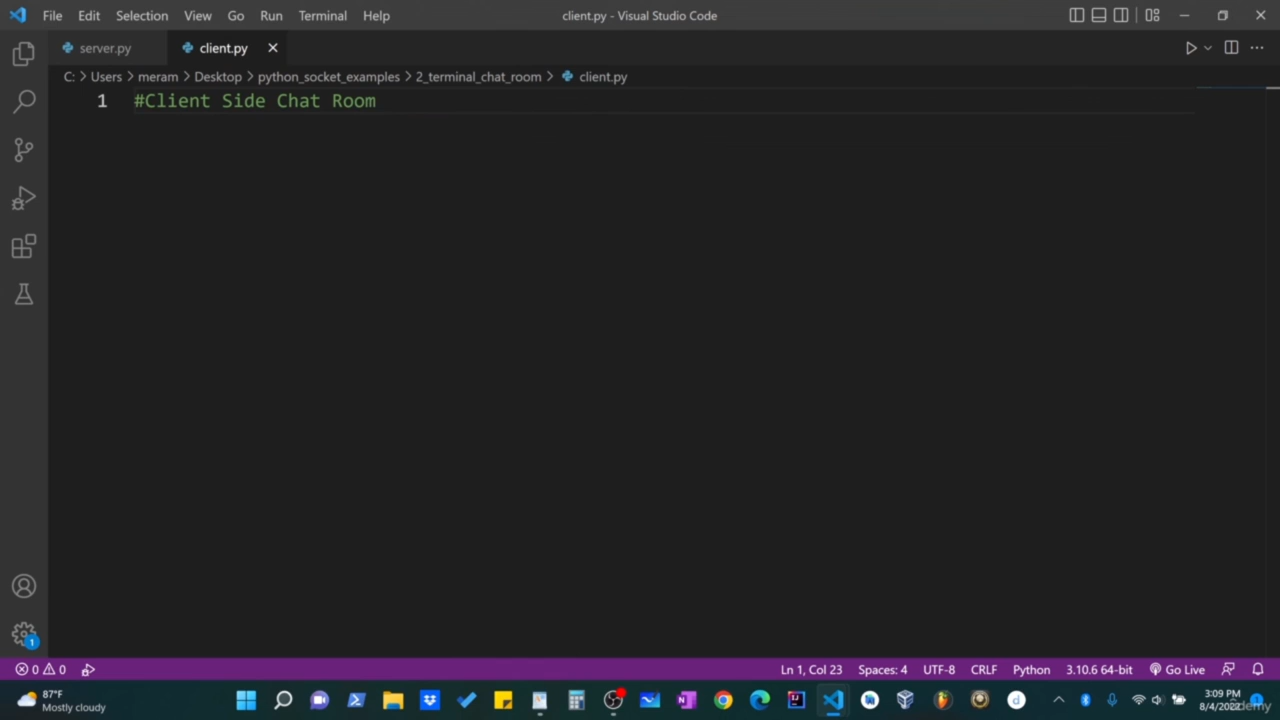 File Edit Selection View Go Run Terminal Help client.py - Visual Studio Code
server.py client.py
C: > Users > meram > Desktop > python_socket_examples > 2_terminal_chat_room > client.py
1 #Client Side Chat Room
1
0 0 Ln 1, Col 23 Spaces: 4 UTF-8 CRLF Python 3.10.6 64-bit Go Live
87°F
Mostly cloudy
3:09 PM
8/4/2022